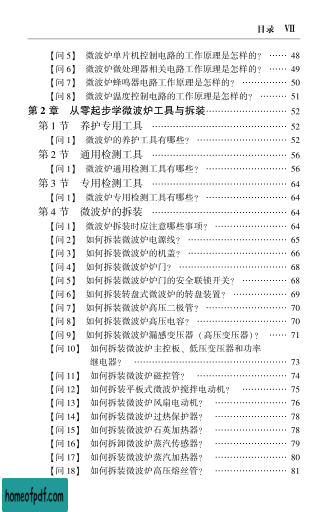 目录 Ⅶ
【问5】 微波炉单片机控制电路的工作原理是怎样的? …… 48
【问6】 微波炉微处理器相关电路工作原理是怎样的? …… 49
【问7】 微波炉蜂鸣器电路工作原理是怎样的? ………… 50
【问8】 微波炉温度控制电路的工作原理是怎样的? ……… 51
第2章 从零起步学微波炉工具与拆装……………………… 52
第1节 养护专用工具 ……………………………… 52
【问1】 微波炉的养护工具有哪些? ……………………… 52
第2节 通用检测工具 ……………………………… 56
【问1】 微波炉通用检测工具有哪些? …………………… 56
第3节 专用检测工具 ……………………………… 64
【问1】 微波炉专用检测工具有哪些? …………………… 64
第4节 微波炉的拆装 ……………………………… 64
【问1】 微波炉拆装时应注意哪些事项? ………………… 64
【问2】 如何拆装微波炉电源线? ………………………… 65
【问3】 如何拆装微波炉的机盖? ………………………… 66
【问4】 如何拆装微波炉炉门? …………………………… 68
【问5】 如何拆装微波炉炉门的安全联锁开关? ………… 68
【问6】 如何拆装转盘式微波炉的转盘装置? …………… 69
【问7】 如何拆装微波炉高压二极管? …………………… 70
【问8】 如何拆装微波炉高压电容? ……………………… 70
【问9】 如何拆装微波炉漏感变压器(高压变压器)? …… 71
【问10】 如何拆装微波炉主控板、低压变压器和功率
继电器? …………………………………… 73
【问11】 如何拆装微波炉磁控管? ………………………… 74
【问12】 如何拆装平板式微波炉搅拌电动机? …………… 75
【问13】 如何拆装微波炉风扇电动机? …………………… 76
【问14】 如何拆装微波炉过热保护器? …………………… 78
【问15】 如何拆装微波炉石英加热器? …………………… 78
【问16】 如何拆卸微波炉蒸汽传感器? …………………… 79
【问17】 如何拆装微波炉蒸汽加热器? …………………… 80
【问18】 如何拆装微波炉高压熔丝管? …………………… 81
homeofpdf.com